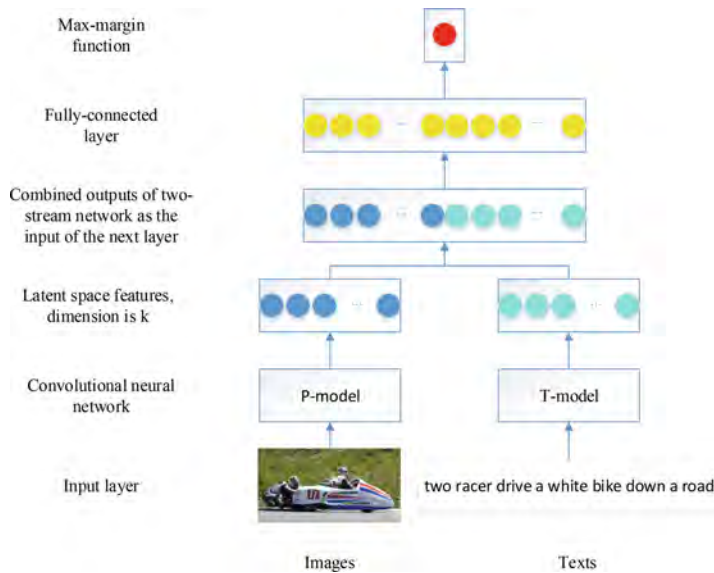 Max-margin
function
Fully-connected
layer
Combined outputs of two-
stream network as the
input of the next layer
Latent space features,
dimension is k
Convolutional neural
network
P-model
T-model
Input layer
two racer drive a white bike down a road
Images
Texts